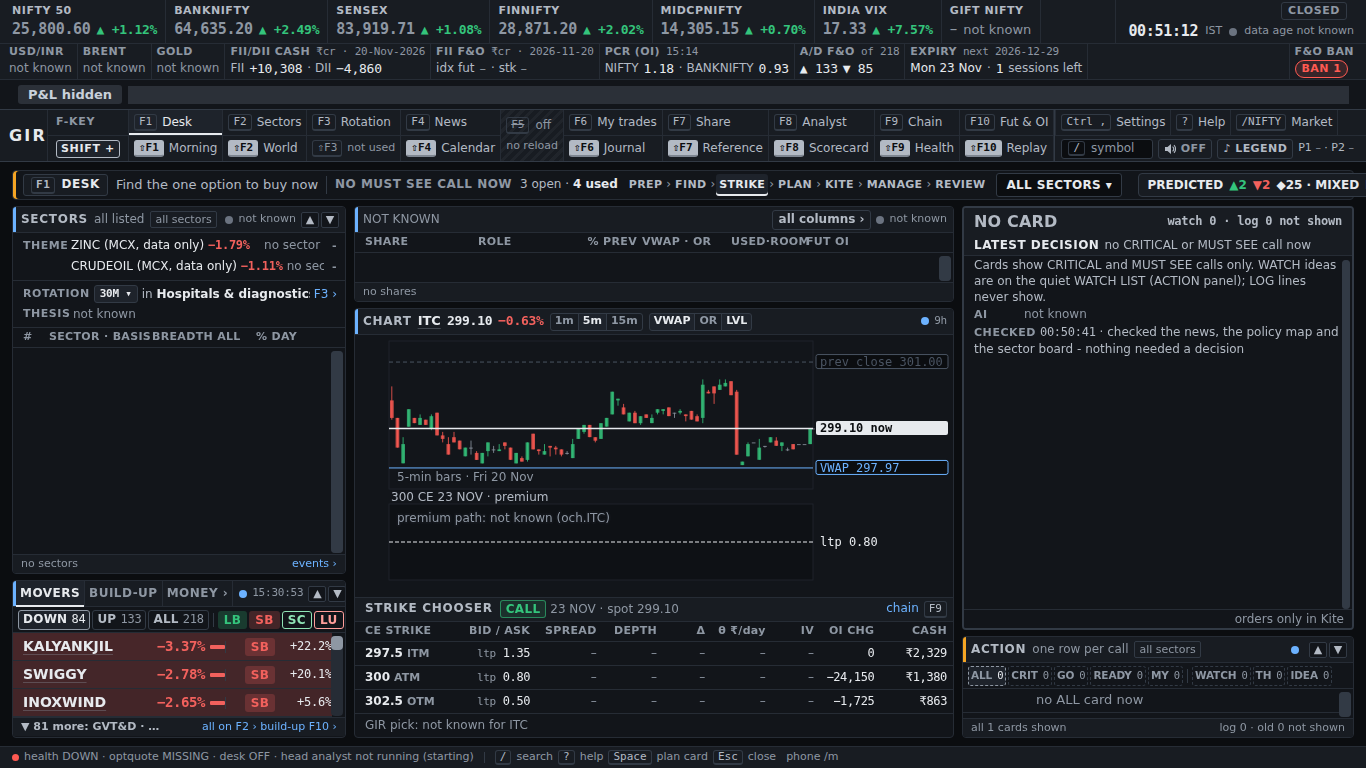 NIFTY 50 BANKNIFTY SENSEX FINNIFTY MIDCPNIFTY INDIA VIX GIFT NIFTY CLOSED
25,800.60 ▲ +1.12% 64,635.20 ▲ +2.49% 83,919.71 ▲ +1.08% 28,871.20 ▲ +2.02% 14,305.15 ▲ +0.70% 17.33 ▲ +7.57% – not known 00:51:12 IST ● data age not known
USD/INR BRENT GOLD FII/DII CASH ₹cr · 20-Nov-2026 FII F&O ₹cr · 2026-11-20 PCR (OI) 15:14 A/D F&O of 218 EXPIRY next 2026-12-29 F&O BAN
not known not known not known FII +10,308 · DII −4,860 idx fut – · stk – NIFTY 1.18 · BANKNIFTY 0.93 ▲ 133 ▼ 85 Mon 23 Nov · 1 sessions left BAN 1
P&L hidden
GIR F-KEY F1 Desk F2 Sectors F3 Rotation F4 News F5 off F6 My trades F7 Share F8 Analyst F9 Chain F10 Fut & OI Ctrl , Settings ? Help /NIFTY Market
SHIFT + ⇧F1 Morning ⇧F2 World ⇧F3 not used ⇧F4 Calendar no reload ⇧F6 Journal ⇧F7 Reference ⇧F8 Scorecard ⇧F9 Health ⇧F10 Replay / symbol OFF ♪ LEGEND P1 – · P2 –
F1 DESK Find the one option to buy now NO MUST SEE CALL NOW 3 open · 4 used PREP › FIND › STRIKE › PLAN › KITE › MANAGE › REVIEW ALL SECTORS ▾ PREDICTED ▲2 ▼2 ◆25 · MIXED
SECTORS all listed all sectors ● not known ▲ ▼
THEME ZINC (MCX, data only) −1.79% no sector -
CRUDEOIL (MCX, data only) −1.11% no sec -
ROTATION 30M ▾ in Hospitals & diagnostic F3 ›
THESIS not known
# SECTOR · BASIS BREADTH ALL % DAY
no sectors events ›
MOVERS BUILD-UP MONEY › ● 15:30:53 ▲ ▼
DOWN 84 UP 133 ALL 218 LB SB SC LU
KALYANKJIL −3.37% SB +22.2%
SWIGGY −2.78% SB +20.1%
INOXWIND −2.65% SB +5.6%
▼ 81 more: GVT&D · … all on F2 › build-up F10 ›
NOT KNOWN all columns › ● not known
SHARE ROLE % PREV VWAP · OR USED·ROOM FUT OI
no shares
CHART ITC 299.10 −0.63% 1m 5m 15m VWAP OR LVL ● 9h
prev close 301.00
299.10 now
VWAP 297.97
5-min bars · Fri 20 Nov
300 CE 23 NOV · premium
premium path: not known (och.ITC)
ltp 0.80
STRIKE CHOOSER CALL 23 NOV · spot 299.10 chain F9
CE STRIKE BID / ASK SPREAD DEPTH Δ θ ₹/day IV OI CHG CASH
297.5 ITM ltp 1.35 – – – – – 0 ₹2,329
300 ATM ltp 0.80 – – – – – −24,150 ₹1,380
302.5 OTM ltp 0.50 – – – – – −1,725 ₹863
GIR pick: not known for ITC
NO CARD watch 0 · log 0 not shown
LATEST DECISION no CRITICAL or MUST SEE call now
Cards show CRITICAL and MUST SEE calls only. WATCH ideas
are on the quiet WATCH LIST (ACTION panel); LOG lines
never show.
AI not known
CHECKED 00:50:41 · checked the news, the policy map and
the sector board - nothing needed a decision
orders only in Kite
ACTION one row per call all sectors ● ▲ ▼
ALL 0 CRIT 0 GO 0 READY 0 MY 0 WATCH 0 TH 0 IDEA 0
no ALL card now
all 1 cards shown log 0 · old 0 not shown
● health DOWN · optquote MISSING · desk OFF · head analyst not running (starting) / search ? help Space plan card Esc close phone /m